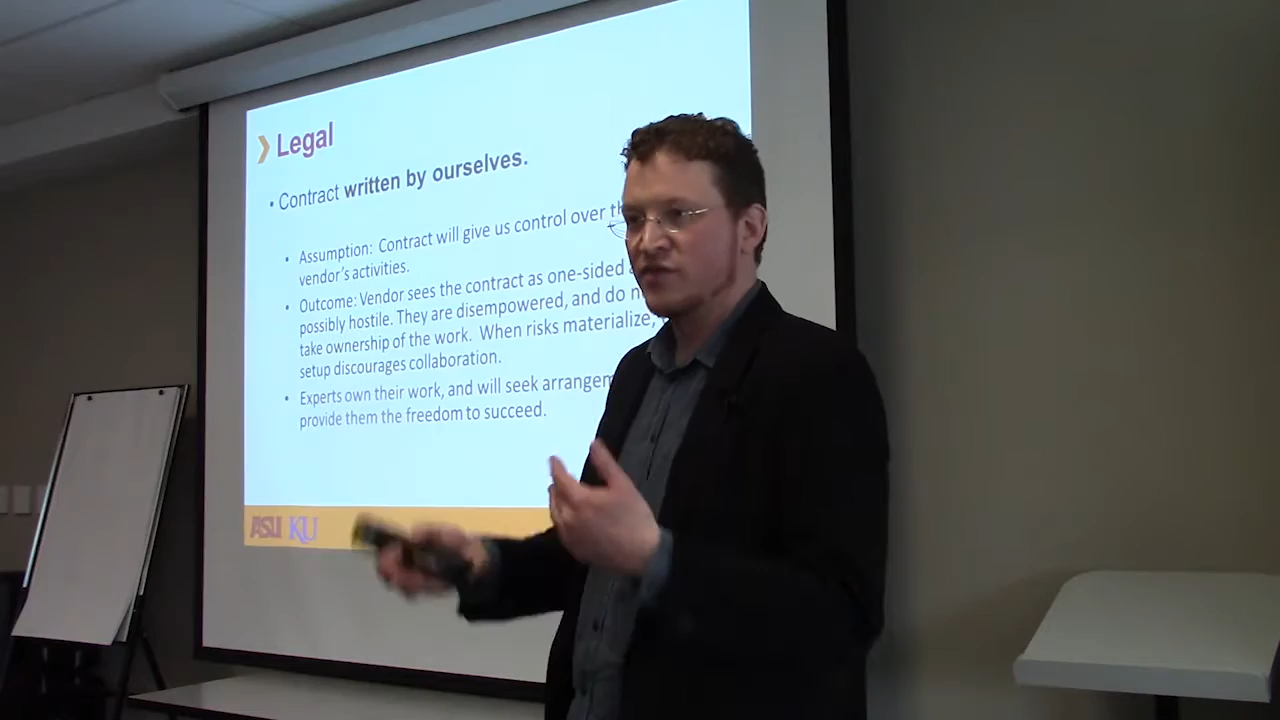 Legal
• Contract written by ourselves.
• Assumption: Contract will give us control over
vendor's activities.
• Outcome: Vendor sees the contract as one-sided
possibly hostile. They are disempowered, and do
take ownership of the work. When risks materialize,
setup discourages collaboration.
• Experts own their work, and will seek
provide them the freedom to succeed.
ASU KU